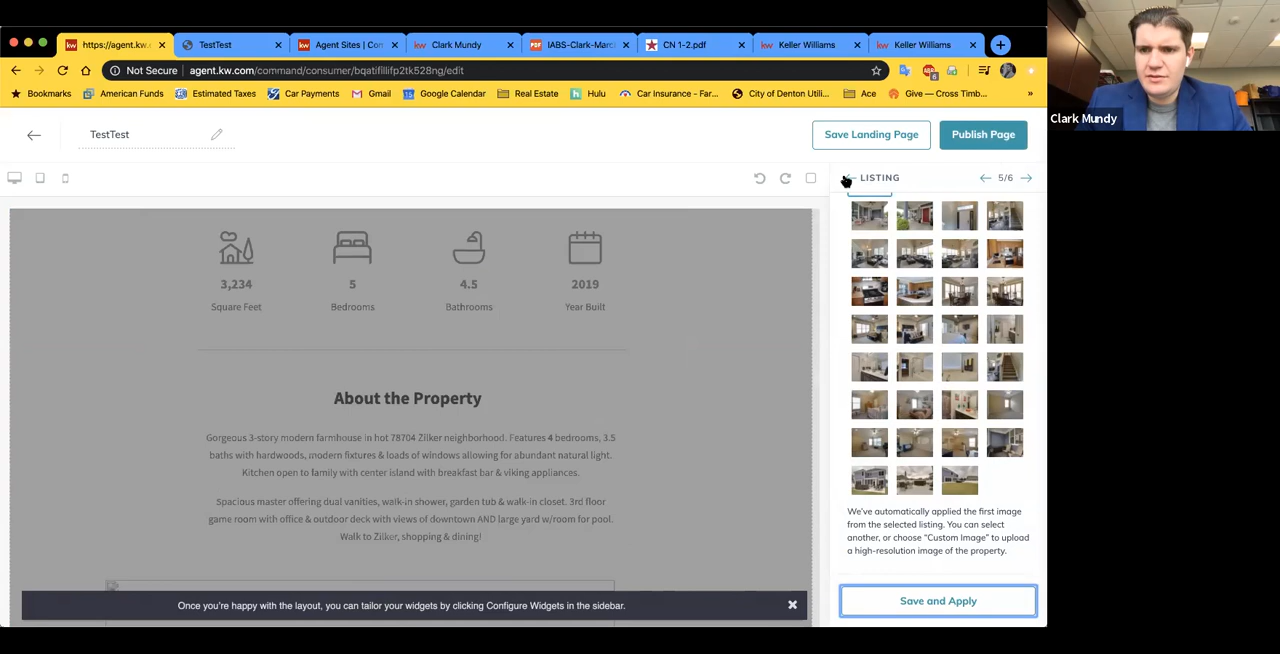 https://agent.kw.
TestTest
Agent Sites | Con
Clark Mundy
IABS-Clark-Marc
CN 1-2.pdf
Keller Williams
Keller Williams
Not Secure
agent.kw.com/command/consumer/bqatifillifp2tk528ng/edit
Bookmarks
American Funds
Estimated Taxes
Car Payments
Gmail
Google Calendar
Real Estate
Hulu
Car Insurance - Far...
City of Denton Utili...
Ace
Give — Cross Timb...
»
Clark Mundy
TestTest
Save Landing Page
Publish Page
LISTING
5/6
3,234
5
4.5
2019
Square Feet
Bedrooms
Bathrooms
Year Built
About the Property
Gorgeous 3-story modern farmhouse in hot 78704 Zilker neighborhood. Features 4 bedrooms, 3.5
baths with hardwoods, modern fixtures & loads of windows allowing for abundant natural light.
Kitchen open to family with center island with breakfast bar & viking appliances.
Spacious master offering dual vanities, walk-in shower, garden tub & walk-in closet. 3rd floor
game room with office & outdoor deck with views of downtown AND large yard w/room for pool.
Walk to Zilker, shopping & dining!
We've automatically applied the first image
from the selected listing. You can select
another, or choose "Custom Image" to upload
a high-resolution image of the property.
Once you're happy with the layout, you can tailor your widgets by clicking Configure Widgets in the sidebar.
Save and Apply